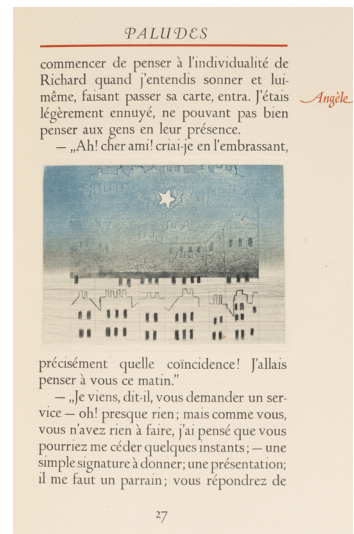 PALUDES
commencer de penser à l'individualité de
Richard quand j'entendis sonner et lui-
même, faisant passer sa carte, entra. J'étais
légèrement ennuyé, ne pouvant pas bien
penser aux gens en leur présence.
Angèle
— „Ah! cher ami! criai-je en l'embrassant,
précisément quelle coïncidence! J'allais
penser à vous ce matin.”
— „Je viens, dit-il, vous demander un ser-
vice — oh! presque rien; mais comme vous,
vous n'avez rien à faire, j'ai pensé que vous
pourriez me céder quelques instants; — une
simple signature à donner; une présentation;
il me faut un parrain; vous répondrez de
27